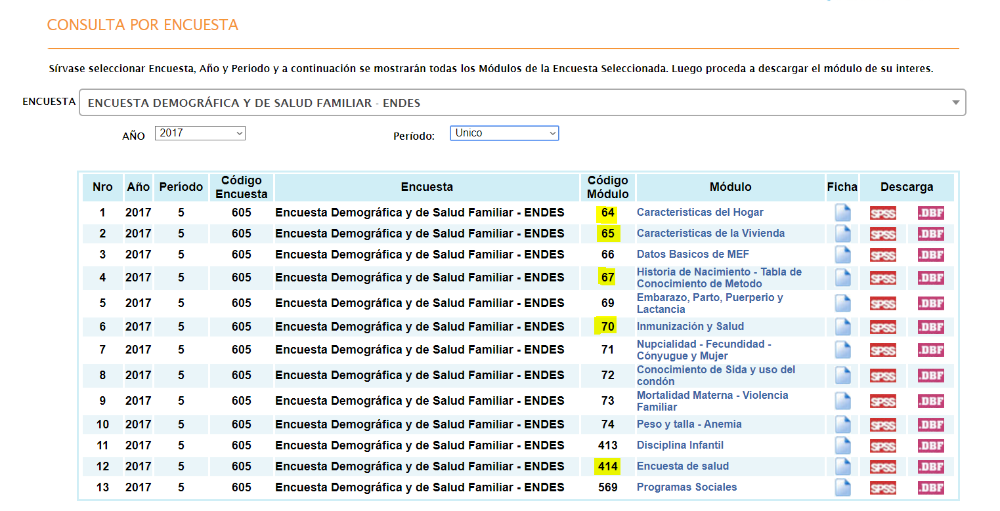 CONSULTA POR ENCUESTA
Sírvase seleccionar Encuesta, Año y Periodo y a continuación se mostrarán todas los Módulos de la Encuesta Seleccionada. Luego proceda a descargar el módulo de su interes.
ENCUESTA ENCUESTA DEMOGRÁFICA Y DE SALUD FAMILIAR - ENDES
AÑO 2017 Período: Unico
Nro Año Período Código Encuesta Encuesta Código Módulo Módulo Ficha Descarga
1 2017 5 605 Encuesta Demográfica y de Salud Familiar - ENDES 64 Caracteristicas del Hogar SPSS .DBF
2 2017 5 605 Encuesta Demográfica y de Salud Familiar - ENDES 65 Caracteristicas de la Vivienda SPSS .DBF
3 2017 5 605 Encuesta Demográfica y de Salud Familiar - ENDES 66 Datos Basicos de MEF SPSS .DBF
4 2017 5 605 Encuesta Demográfica y de Salud Familiar - ENDES 67 Historia de Nacimiento - Tabla de Conocimiento de Metodo SPSS .DBF
5 2017 5 605 Encuesta Demográfica y de Salud Familiar - ENDES 69 Embarazo, Parto, Puerperio y Lactancia SPSS .DBF
6 2017 5 605 Encuesta Demográfica y de Salud Familiar - ENDES 70 Inmunización y Salud SPSS .DBF
7 2017 5 605 Encuesta Demográfica y de Salud Familiar - ENDES 71 Nupcialidad - Fecundidad - Cónyugue y Mujer SPSS .DBF
8 2017 5 605 Encuesta Demográfica y de Salud Familiar - ENDES 72 Conocimiento de Sida y uso del condón SPSS .DBF
9 2017 5 605 Encuesta Demográfica y de Salud Familiar - ENDES 73 Mortalidad Materna - Violencia Familiar SPSS .DBF
10 2017 5 605 Encuesta Demográfica y de Salud Familiar - ENDES 74 Peso y talla - Anemia SPSS .DBF
11 2017 5 605 Encuesta Demográfica y de Salud Familiar - ENDES 413 Disciplina Infantil SPSS .DBF
12 2017 5 605 Encuesta Demográfica y de Salud Familiar - ENDES 414 Encuesta de salud SPSS .DBF
13 2017 5 605 Encuesta Demográfica y de Salud Familiar - ENDES 569 Programas Sociales SPSS .DBF